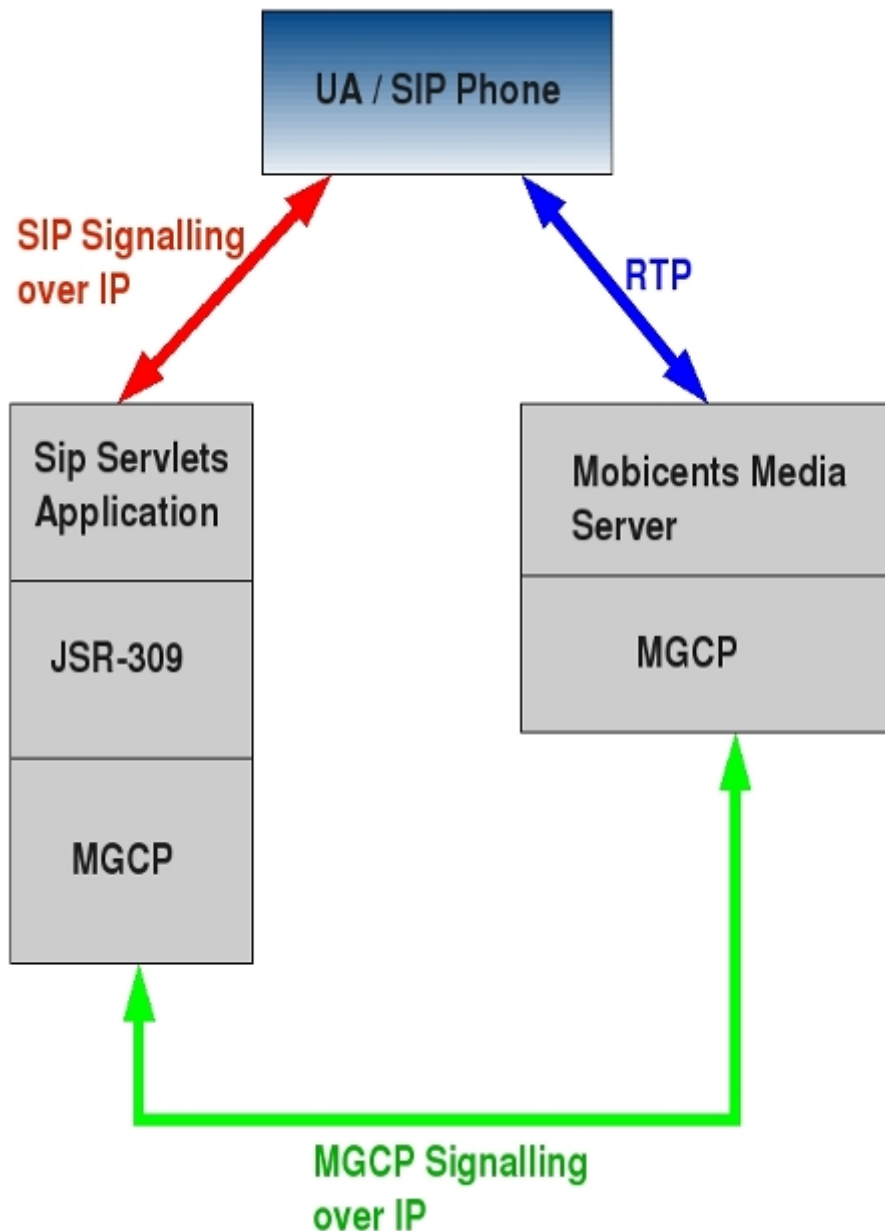 UA / SIP Phone
SIP Signalling
over IP
RTP
Sip Servlets
Application
JSR-309
MGCP
Mobicents Media
Server
MGCP
MGCP Signalling
over IP